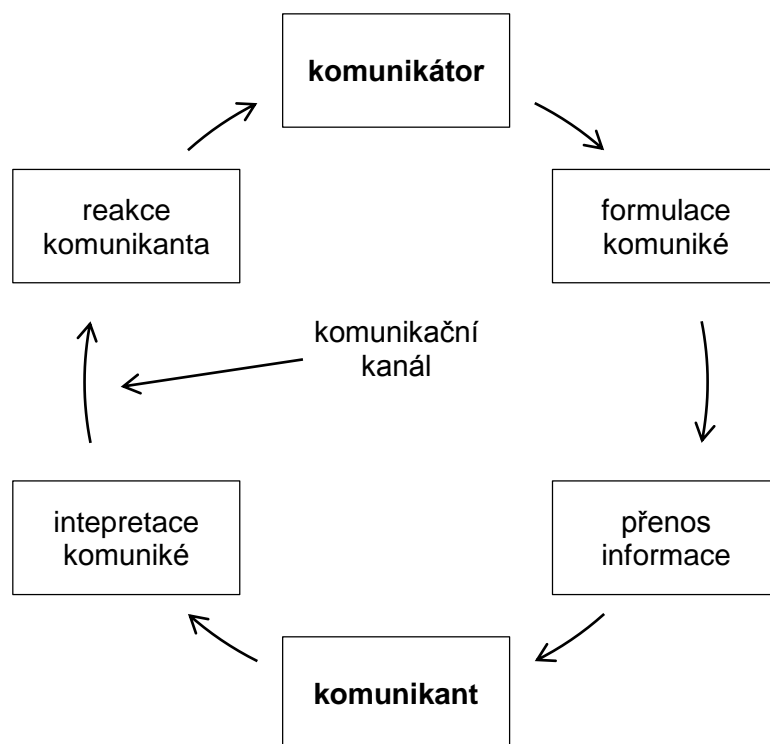 komunikátor
reakce
komunikanta
formulace
komuniké
komunikační
kanál
intepretace
komuniké
přenos
informace
komunikant